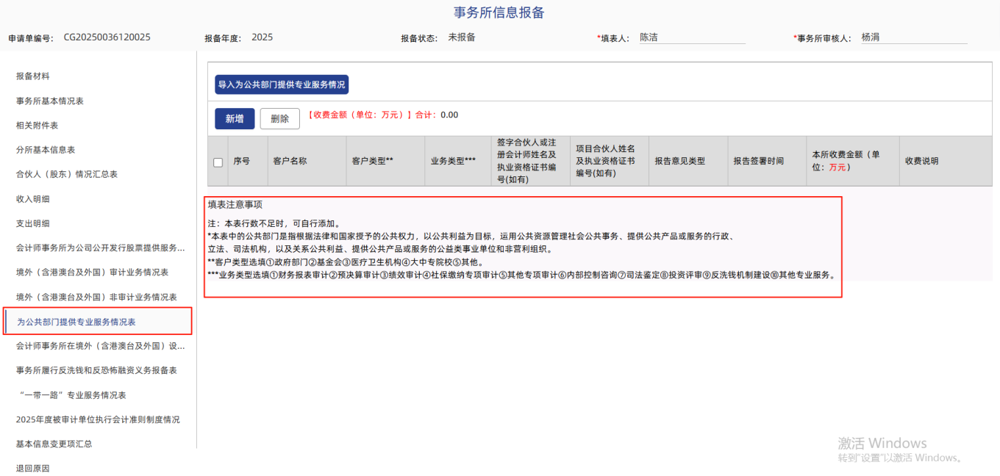 事务所信息报备
申请单编号： CG20250036120025 报备年度： 2025 报备状态： 未报备 *填表人： 陈洁 *事务所审核人： 杨涓
报备材料
事务所基本情况表
相关附件表
分所基本信息表
合伙人（股东）情况汇总表
收入明细
支出明细
会计师事务所为公司公开发行股票提供服务...
境外（含港澳台及外国）审计业务情况表
境外（含港澳台及外国）非审计业务情况表
为公共部门提供专业服务情况表
会计师事务所在境外（含港澳台及外国）设...
事务所履行反洗钱和反恐怖融资义务报备表
“一带一路”专业服务情况表
2025年度被审计单位执行会计准则制度情况
基本信息变更项汇总
退回原因
导入为公共部门提供专业服务情况
新增 删除 【收费金额（单位：万元）】合计：0.00
序号
客户名称
客户类型**
业务类型***
签字合伙人或注
册会计师姓名及
执业资格证书编
号(如有)
项目合伙人姓名
及执业资格证书
编号(如有)
报告意见类型
报告签署时间
本所收费金额（单
位：万元）
收费说明
填表注意事项
注：本表行数不足时，可自行添加。
*本表中的公共部门是指根据法律和国家授予的公共权力，以公共利益为目标，运用公共资源管理社会公共事务、提供公共产品或服务的行政、
立法、司法机构，以及关系公共利益、提供公共产品或服务的公益类事业单位和非营利组织。
**客户类型选填①政府部门②基金会③医疗卫生机构④大中专院校⑤其他。
***业务类型选填①财务报表审计②预决算审计③绩效审计④社保缴纳专项审计⑤其他专项审计⑥内部控制咨询⑦司法鉴定⑧投资评审⑨反洗钱机制建设⑩其他专业服务。
激活 Windows
转到“设置”以激活 Windows。